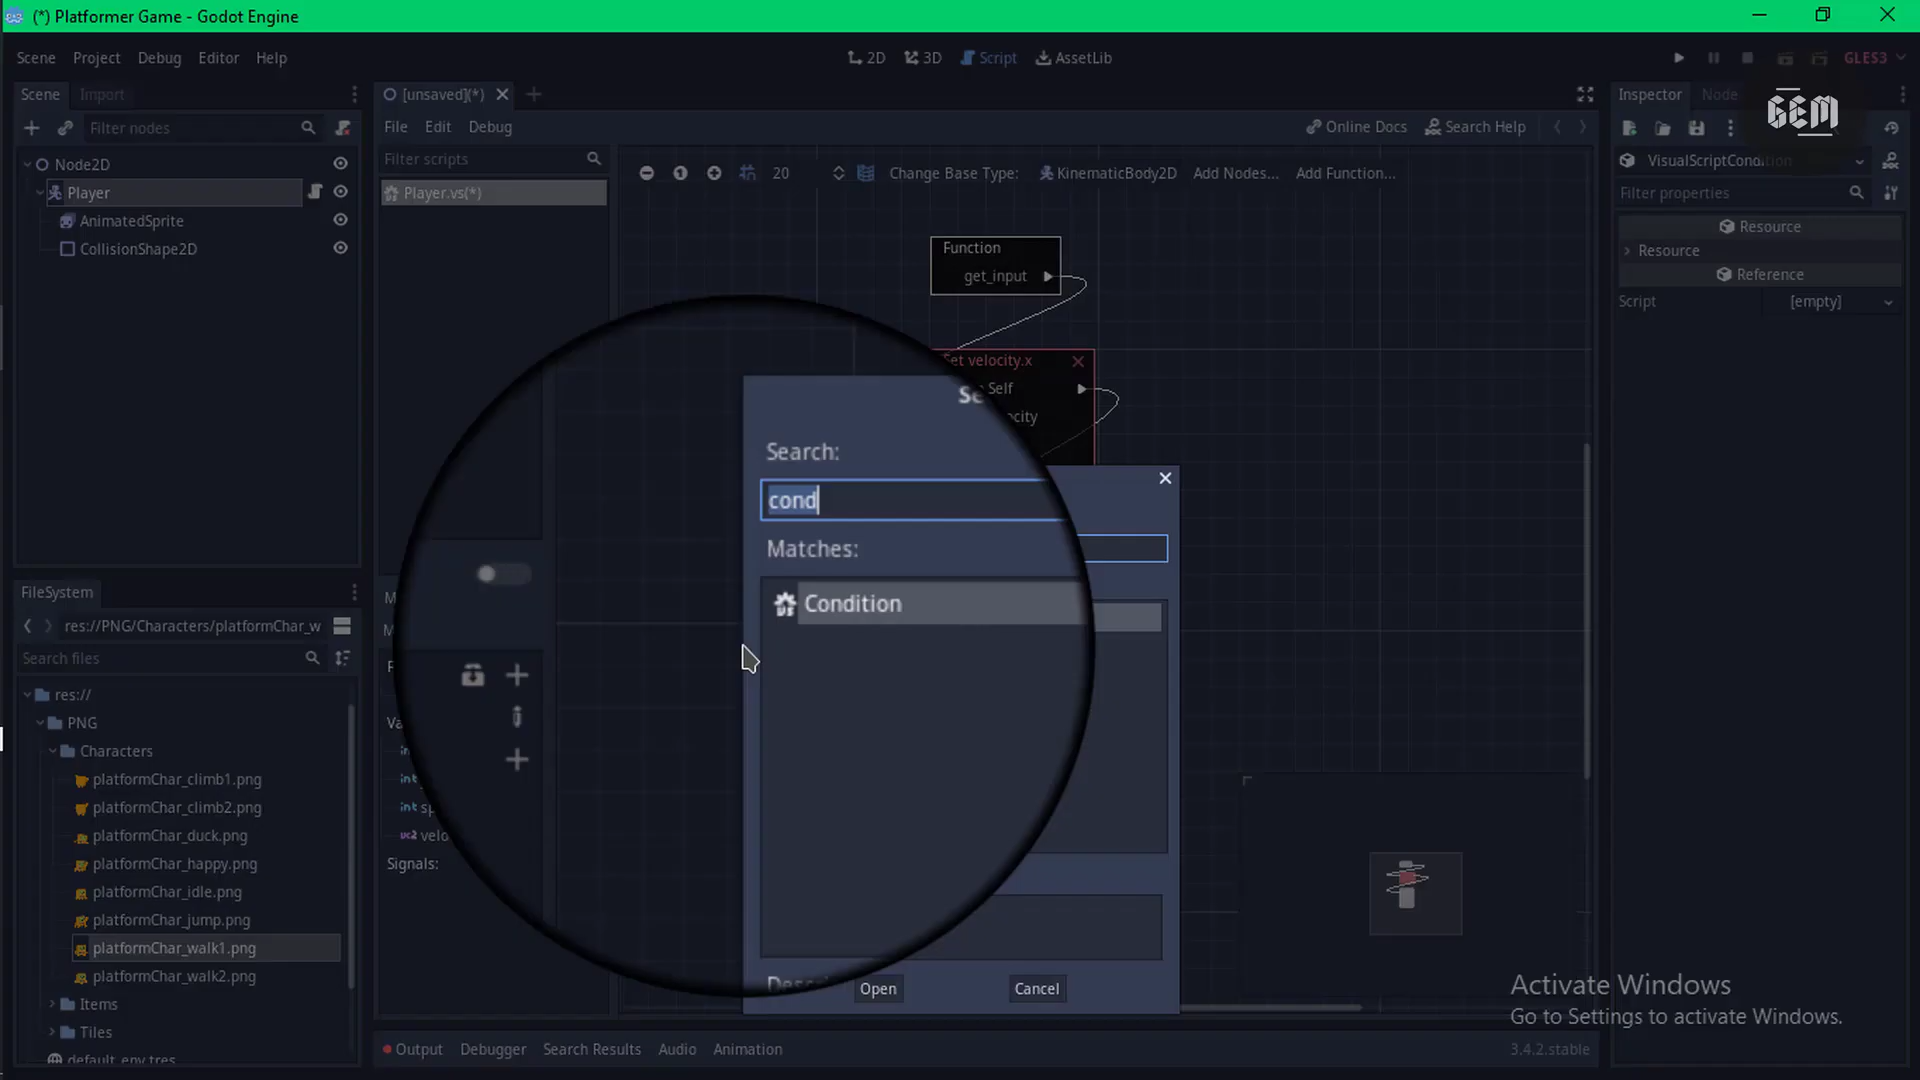 (*) Platformer Game - Godot Engine
Scene Project Debug Editor Help
2D 3D Script AssetLib
GLES3
Scene Import
[unsaved](*)
Inspector Node
GEM
Filter nodes
File Edit Debug
Online Docs Search Help
Node2D
Player
AnimatedSprite
CollisionShape2D
Filter scripts
Player.vs(*)
20 Change Base Type: KinematicBody2D Add Nodes... Add Function...
VisualScriptCondition
Filter properties
Resource
Resource
Reference
Script [empty]
Function
get_input
Set velocity.x
Self
Search:
cond
Matches:
Condition
Open Cancel
Signals:
FileSystem
res://PNG/Characters/platformChar_w
Search files
res://
PNG
Characters
platformChar_climb1.png
platformChar_climb2.png
platformChar_duck.png
platformChar_happy.png
platformChar_idle.png
platformChar_jump.png
platformChar_walk1.png
platformChar_walk2.png
Items
Tiles
default_env.tres
Output Debugger Search Results Audio Animation
3.4.2.stable
Activate Windows
Go to Settings to activate Windows.